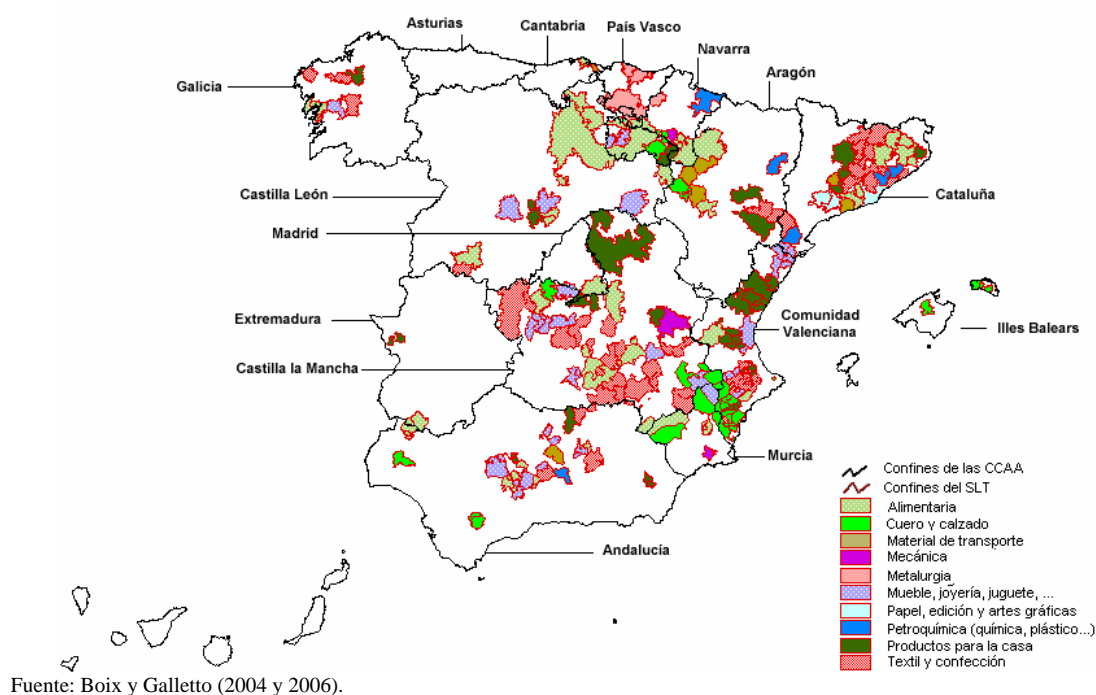 Asturias
Cantabria
País Vasco
Navarra
Aragón
Galicia
Castilla León
Cataluña
Madrid
Extremadura
Comunidad
Valenciana
Illes Balears
Castilla la Mancha
Murcia
Andalucía
Confines de las CCAA
Confines del SLT
Alimentaria
Cuero y calzado
Material de transporte
Mecánica
Metalurgia
Mueble, joyería, juguete, ...
Papel, edición y artes gráficas
Petroquímica (química, plástico...)
Productos para la casa
Textil y confección
Fuente: Boix y Galletto (2004 y 2006).